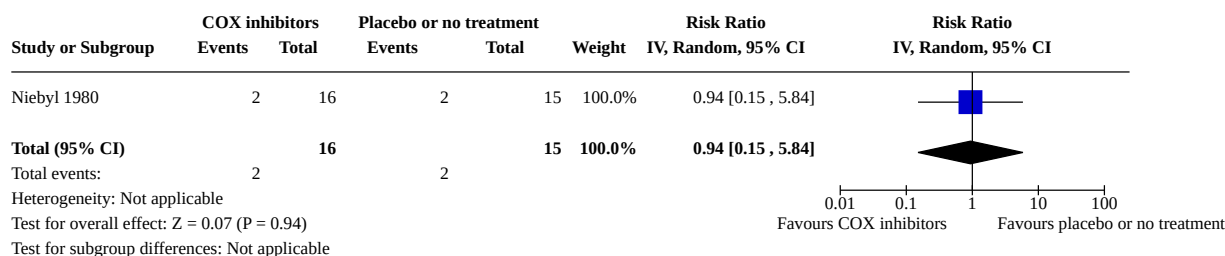 COX inhibitors Placebo or no treatment Risk Ratio Risk Ratio
Study or Subgroup Events Total Events Total Weight IV, Random, 95% CI IV, Random, 95% CI
Niebyl 1980 2 16 2 15 100.0% 0.94 [0.15 , 5.84]
Total (95% CI) 16 15 100.0% 0.94 [0.15 , 5.84]
Total events: 2 2
Heterogeneity: Not applicable 0.01 0.1 1 10 100
Test for overall effect: Z = 0.07 (P = 0.94) Favours COX inhibitors Favours placebo or no treatment
Test for subgroup differences: Not applicable